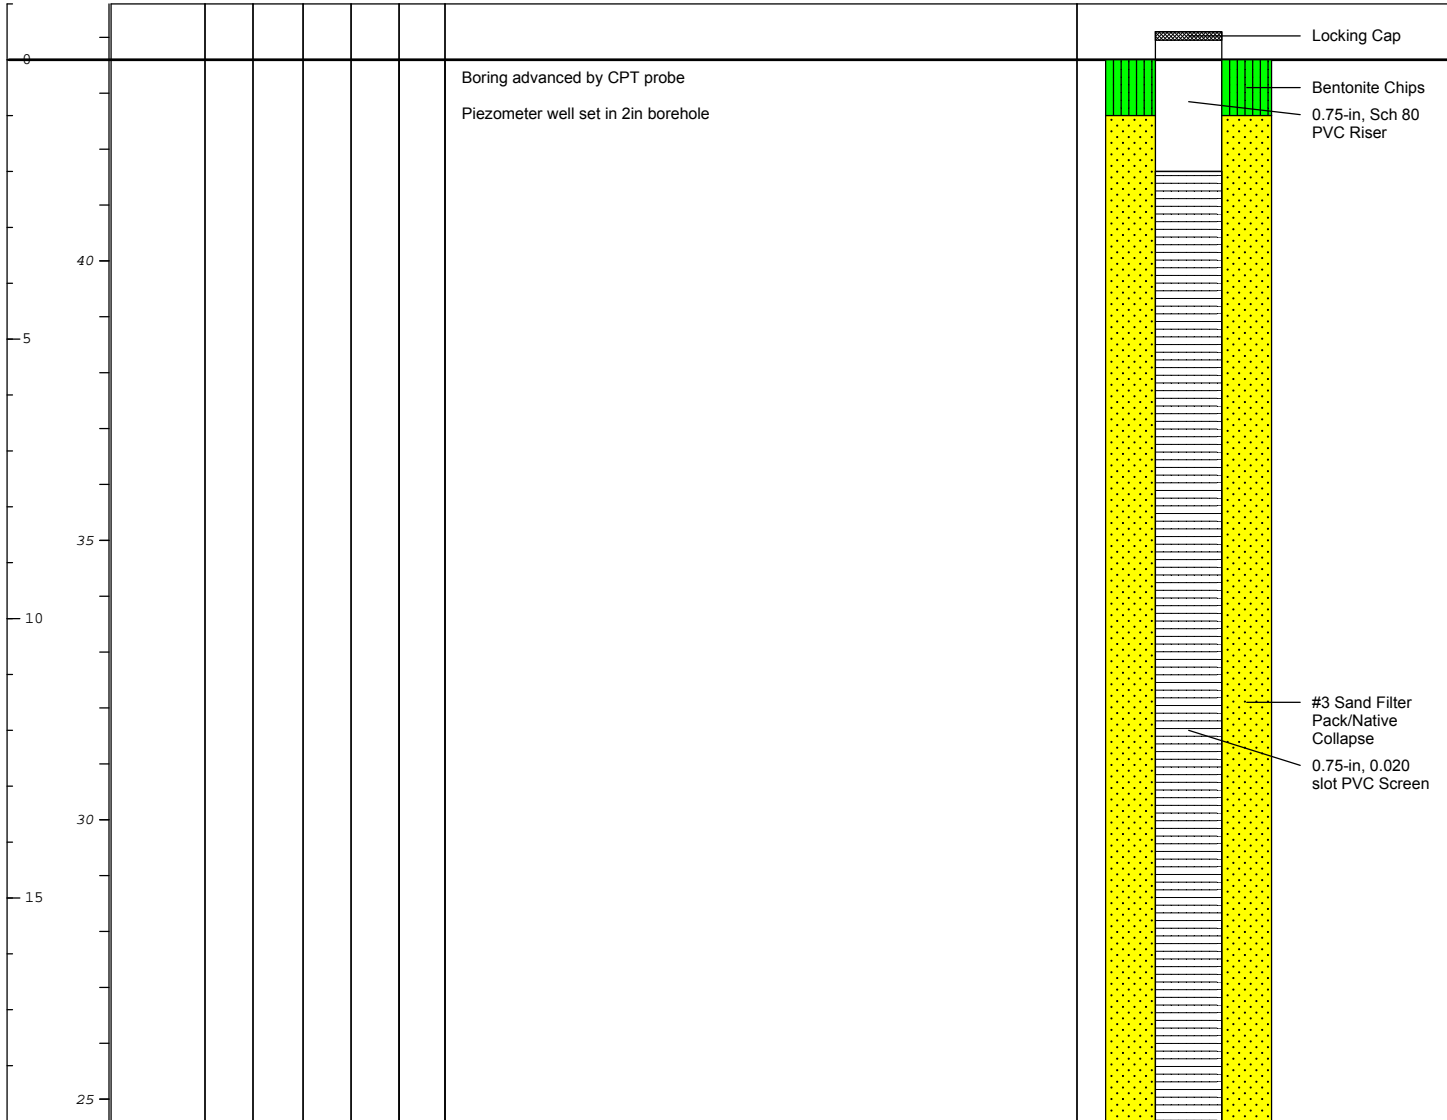 Locking Cap
0
Boring advanced by CPT probe
Bentonite Chips
Piezometer well set in 2in borehole
0.75-in, Sch 80
PVC Riser
40
5
35
10
#3 Sand Filter
Pack/Native
Collapse
0.75-in, 0.020
slot PVC Screen
30
15
25